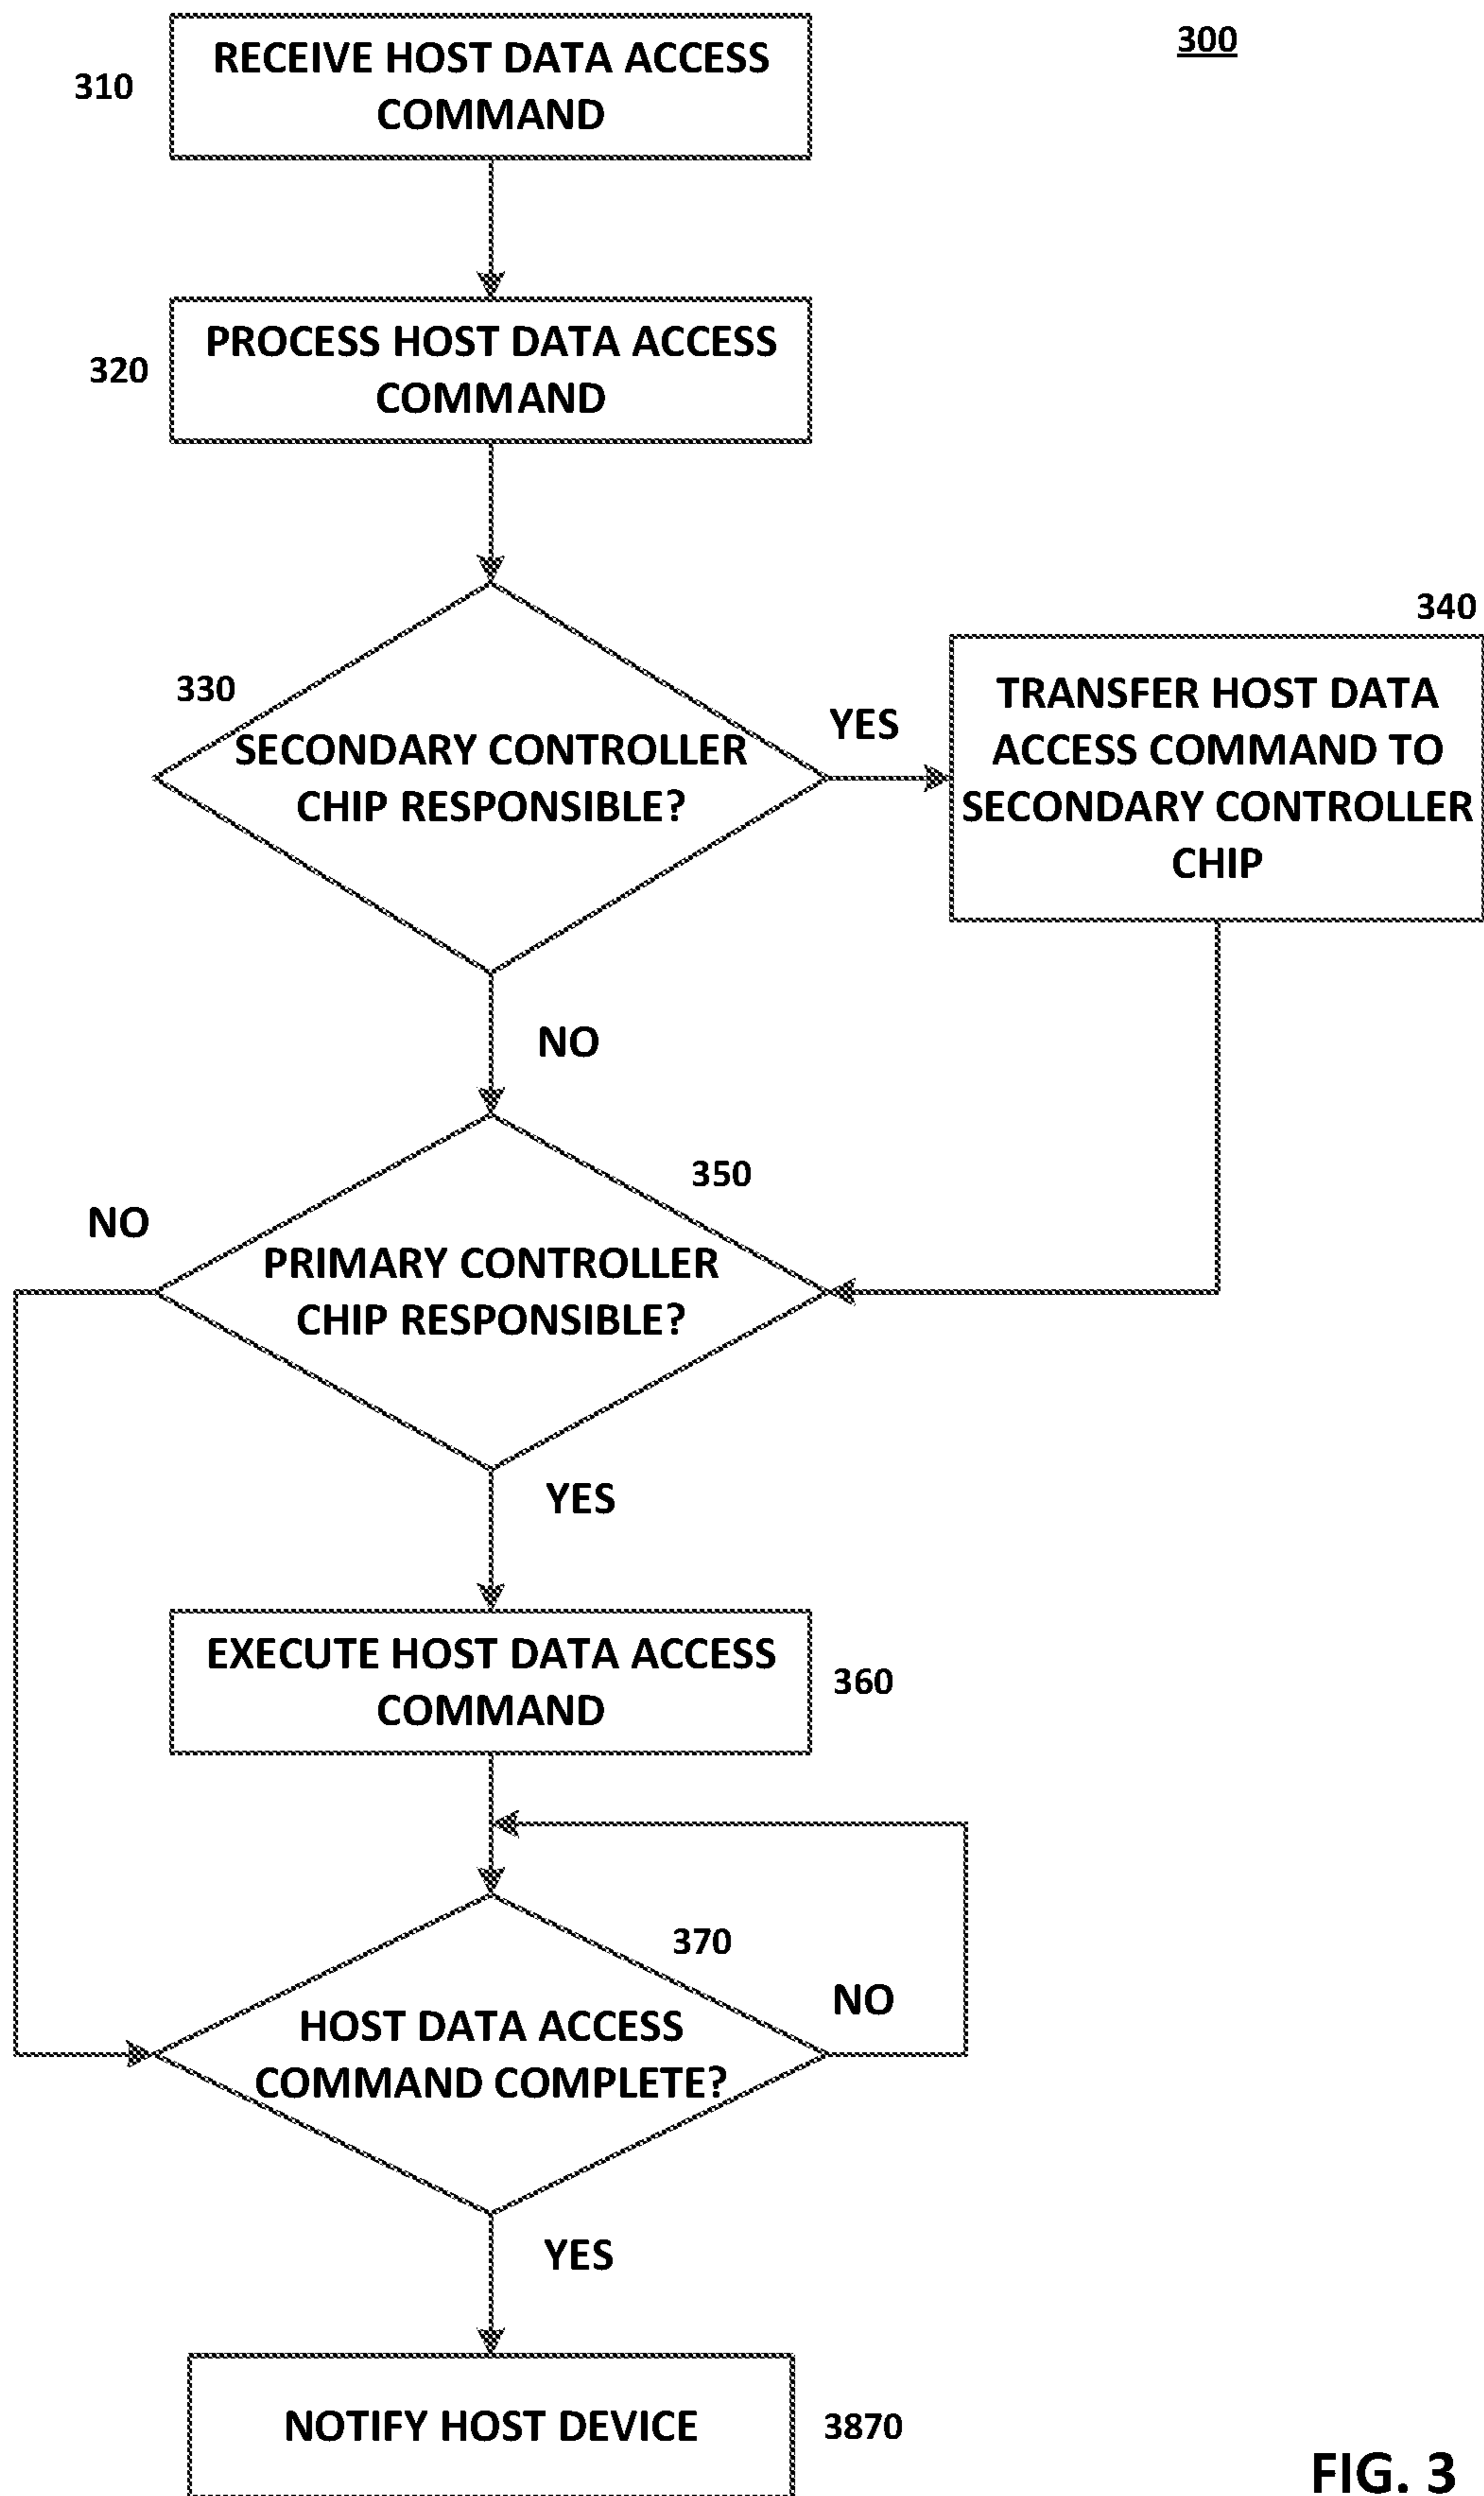 300
RECEIVE HOST DATA ACCESS
COMMAND
310
PROCESS HOST DATA ACCESS
COMMAND
320
330
SECONDARY CONTROLLER
CHIP RESPONSIBLE?
YES
340
TRANSFER HOST DATA
ACCESS COMMAND TO
SECONDARY CONTROLLER
CHIP
NO
350
NO
PRIMARY CONTROLLER
CHIP RESPONSIBLE?
YES
EXECUTE HOST DATA ACCESS
COMMAND
360
370
NO
HOST DATA ACCESS
COMMAND COMPLETE?
YES
NOTIFY HOST DEVICE
3870
FIG. 3